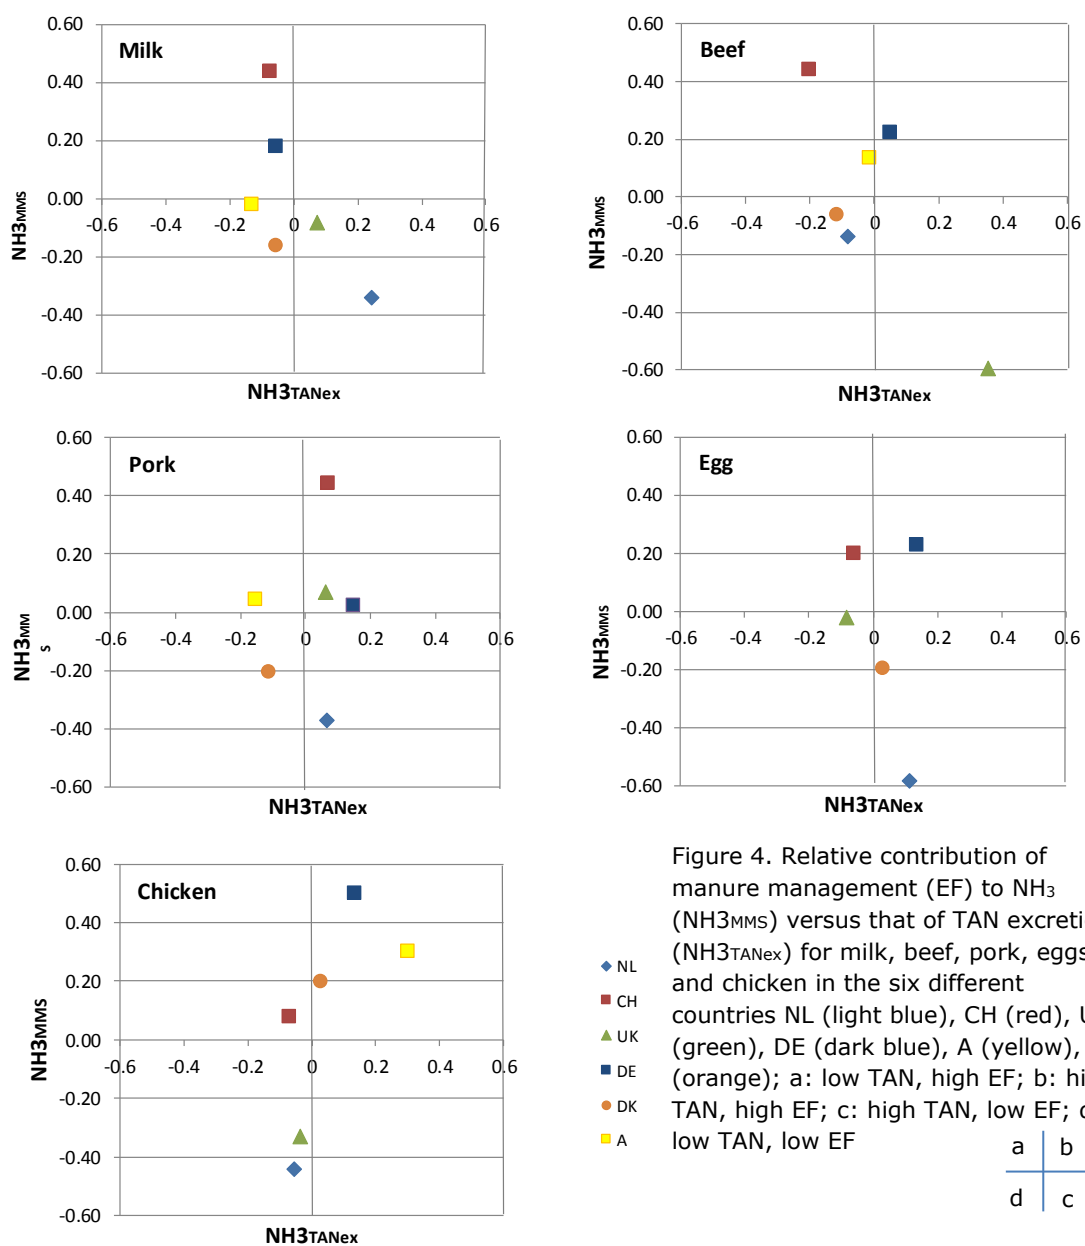 0.60
Milk
0.40
0.20
0.00
-0.6 -0.4 -0.2 0 0.2 0.4 0.6
-0.20
-0.40
-0.60
NH3MMS
NH3TANex
0.60
Beef
0.40
0.20
0.00
-0.6 -0.4 -0.2 0 0.2 0.4 0.6
-0.20
-0.40
-0.60
NH3MMS
NH3TANex
0.60
Pork
0.40
0.20
0.00
-0.6 -0.4 -0.2 0 0.2 0.4 0.6
-0.20
-0.40
-0.60
NH3MM
S
NH3TANex
0.60
Egg
0.40
0.20
0.00
-0.6 -0.4 -0.2 0 0.2 0.4 0.6
-0.20
-0.40
-0.60
NH3MMS
NH3TANex
0.60
Chicken
0.40
0.20
0.00
-0.6 -0.4 -0.2 0 0.2 0.4 0.6
-0.20
-0.40
-0.60
NH3MMS
NH3TANex
NL
CH
UK
DE
DK
A
Figure 4. Relative contribution of
manure management (EF) to NH3
(NH3MMS) versus that of TAN excreti
(NH3TANex) for milk, beef, pork, eggs
and chicken in the six different
countries NL (light blue), CH (red), U
(green), DE (dark blue), A (yellow),
(orange); a: low TAN, high EF; b: hi
TAN, high EF; c: high TAN, low EF; d
low TAN, low EF
a b
d c